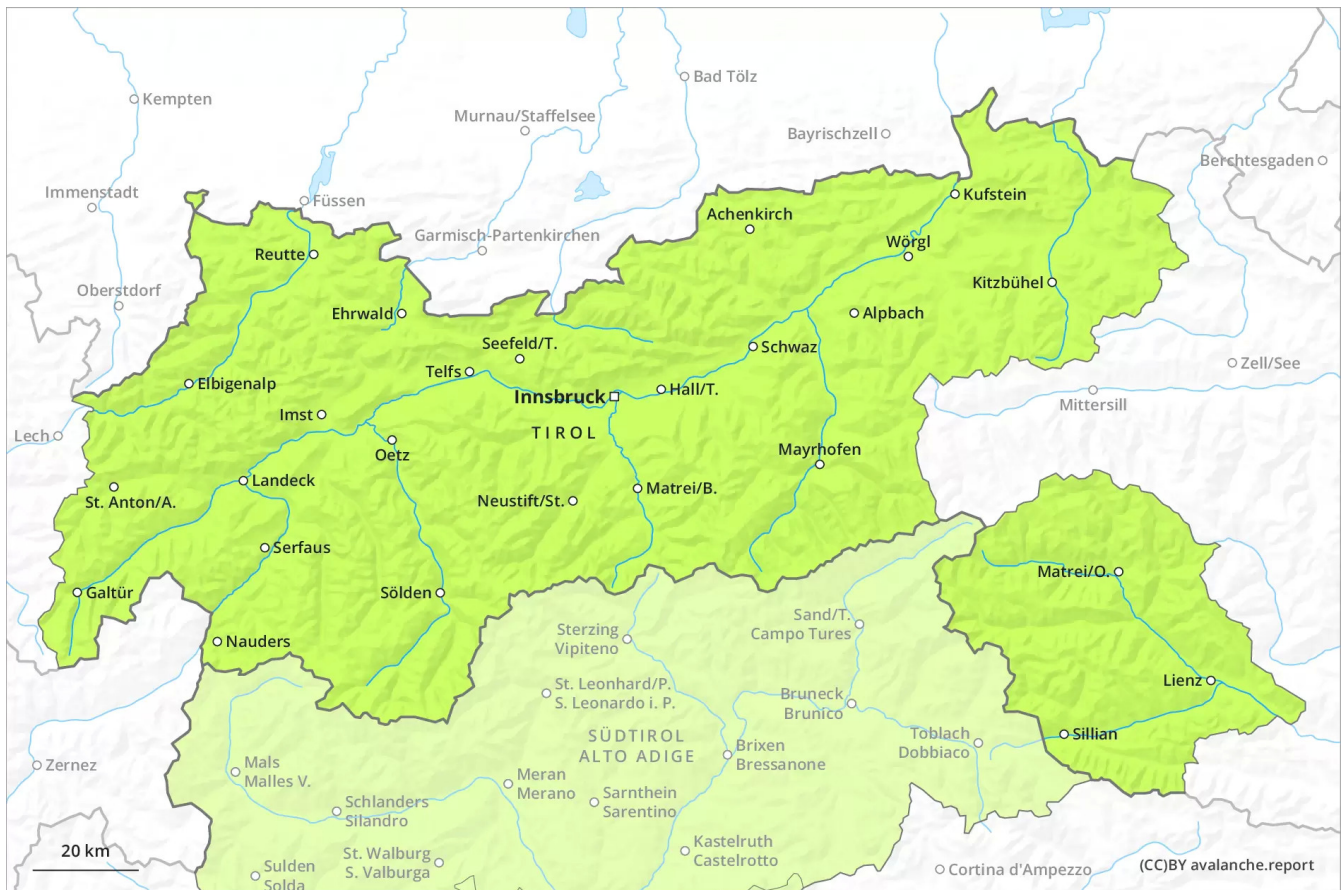 Bad Tölz
Kempten
Murnau/Staffelsee
Bayrischzell
Berchtesgaden
Immenstadt
Füssen
Kufstein
Achenkirch
Garmisch-Partenkirchen
Wörgl
Reutte
Kitzbühel
Oberstdorf
Ehrwald
Alpbach
Seefeld/T.
Schwaz
Zell/See
Telfs
Elbigenalp
Hall/T.
Innsbruck
Mittersill
Imst
TIROL
Lech
Oetz
Mayrhofen
Landeck
Matrei/B.
St. Anton/A.
Neustift/St.
Serfaus
Matrei/O.
Galtür
Sölden
Sand/T.
Campo Tures
Sterzing
Vipiteno
Nauders
Lienz
St. Leonhard/P.
S. Leonardo i. P.
Bruneck
Brunico
Sillian
Toblach
Dobbiaco
SÜDTIROL
ALTO ADIGE
Brixen
Bressanone
Zernez
Mals
Malles V.
Meran
Merano
Sarnthein
Sarentino
Schlanders
Silandro
Kastelruth
Castelrotto
20 km
St. Walburg
S. Valburga
Sulden
Solda
Cortina d'Ampezzo
(CC)BY avalanche.report